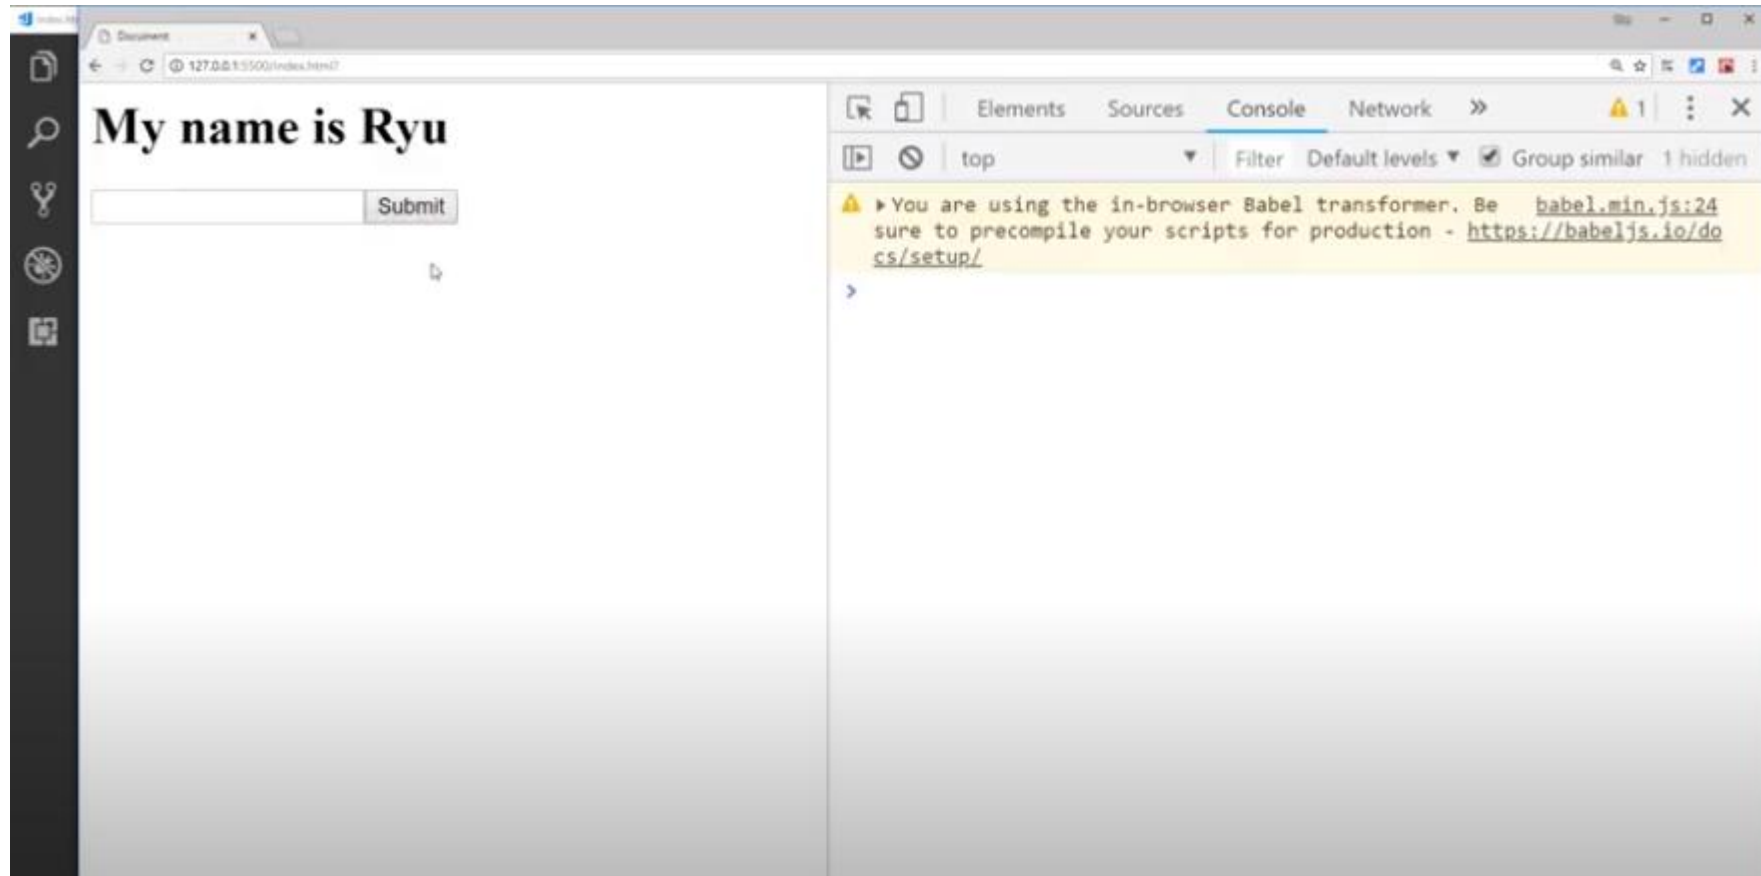 Document
127.0.0.1:5500/index.html?
My name is Ryu
Submit
Elements Sources Console Network » 1
top Filter Default levels Group similar 1 hidden
You are using the in-browser Babel transformer. Be babel.min.js:24
sure to precompile your scripts for production - https://babeljs.io/do
cs/setup/